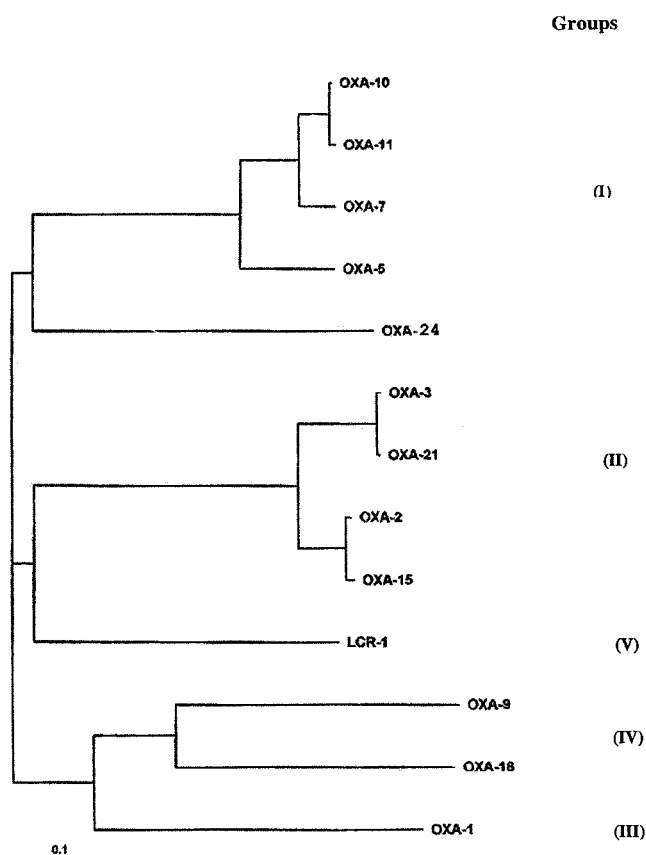 Groups
OXA-10
OXA-11
(I)
OXA-7
OXA-5
OXA-24
OXA-3
OXA-21
(II)
OXA-2
OXA-15
LCR-1
(V)
OXA-9
(IV)
OXA-18
OXA-1
(III)
0.1